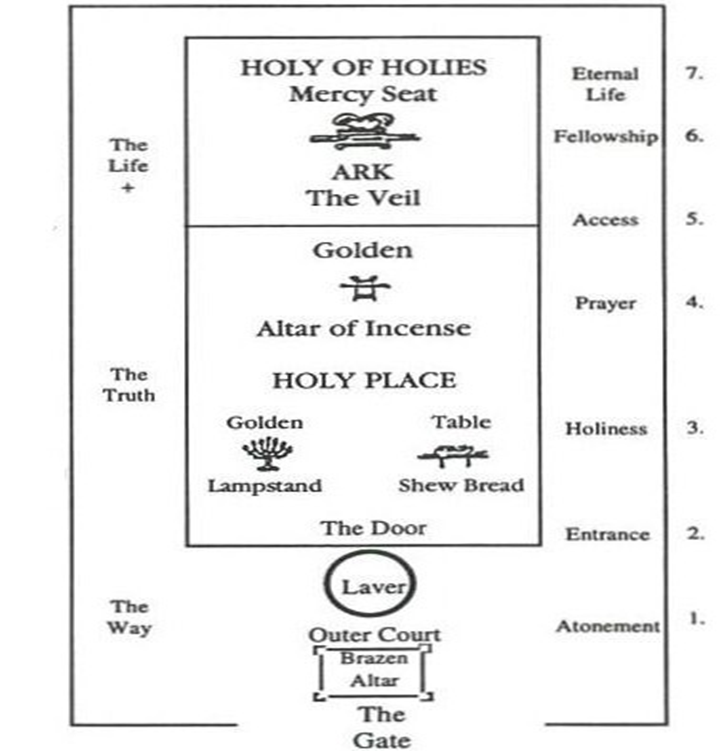 HOLY OF HOLIES
Mercy Seat
ARK
The Veil
Golden
Altar of Incense
HOLY PLACE
Golden
Lampstand
Table
Shew Bread
The Door
Laver
Outer Court
Brazen
Altar
The
Gate
The
Life
+
The
Truth
The
Way
Eternal
Life
7.
Fellowship
6.
Access
5.
Prayer
4.
Holiness
3.
Entrance
2.
Atonement
1.